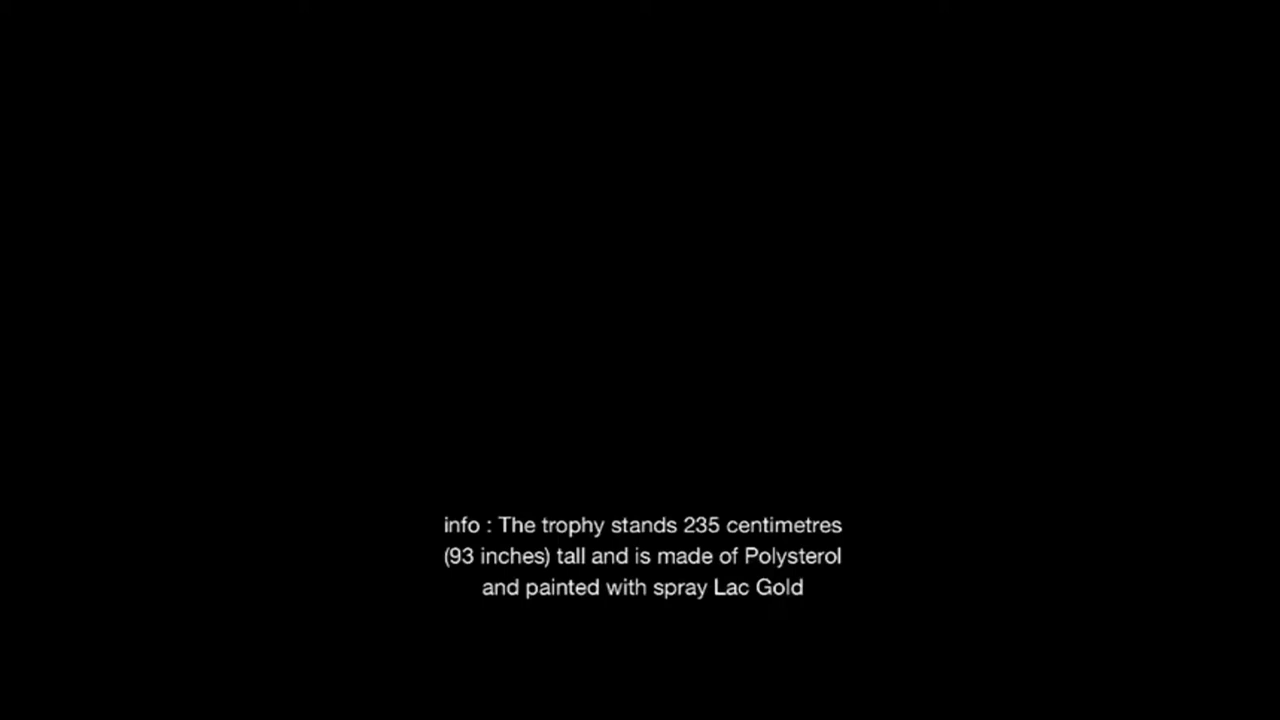 info : The trophy stands 235 centimetres
(93 inches) tall and is made of Polysterol
and painted with spray Lac Gold